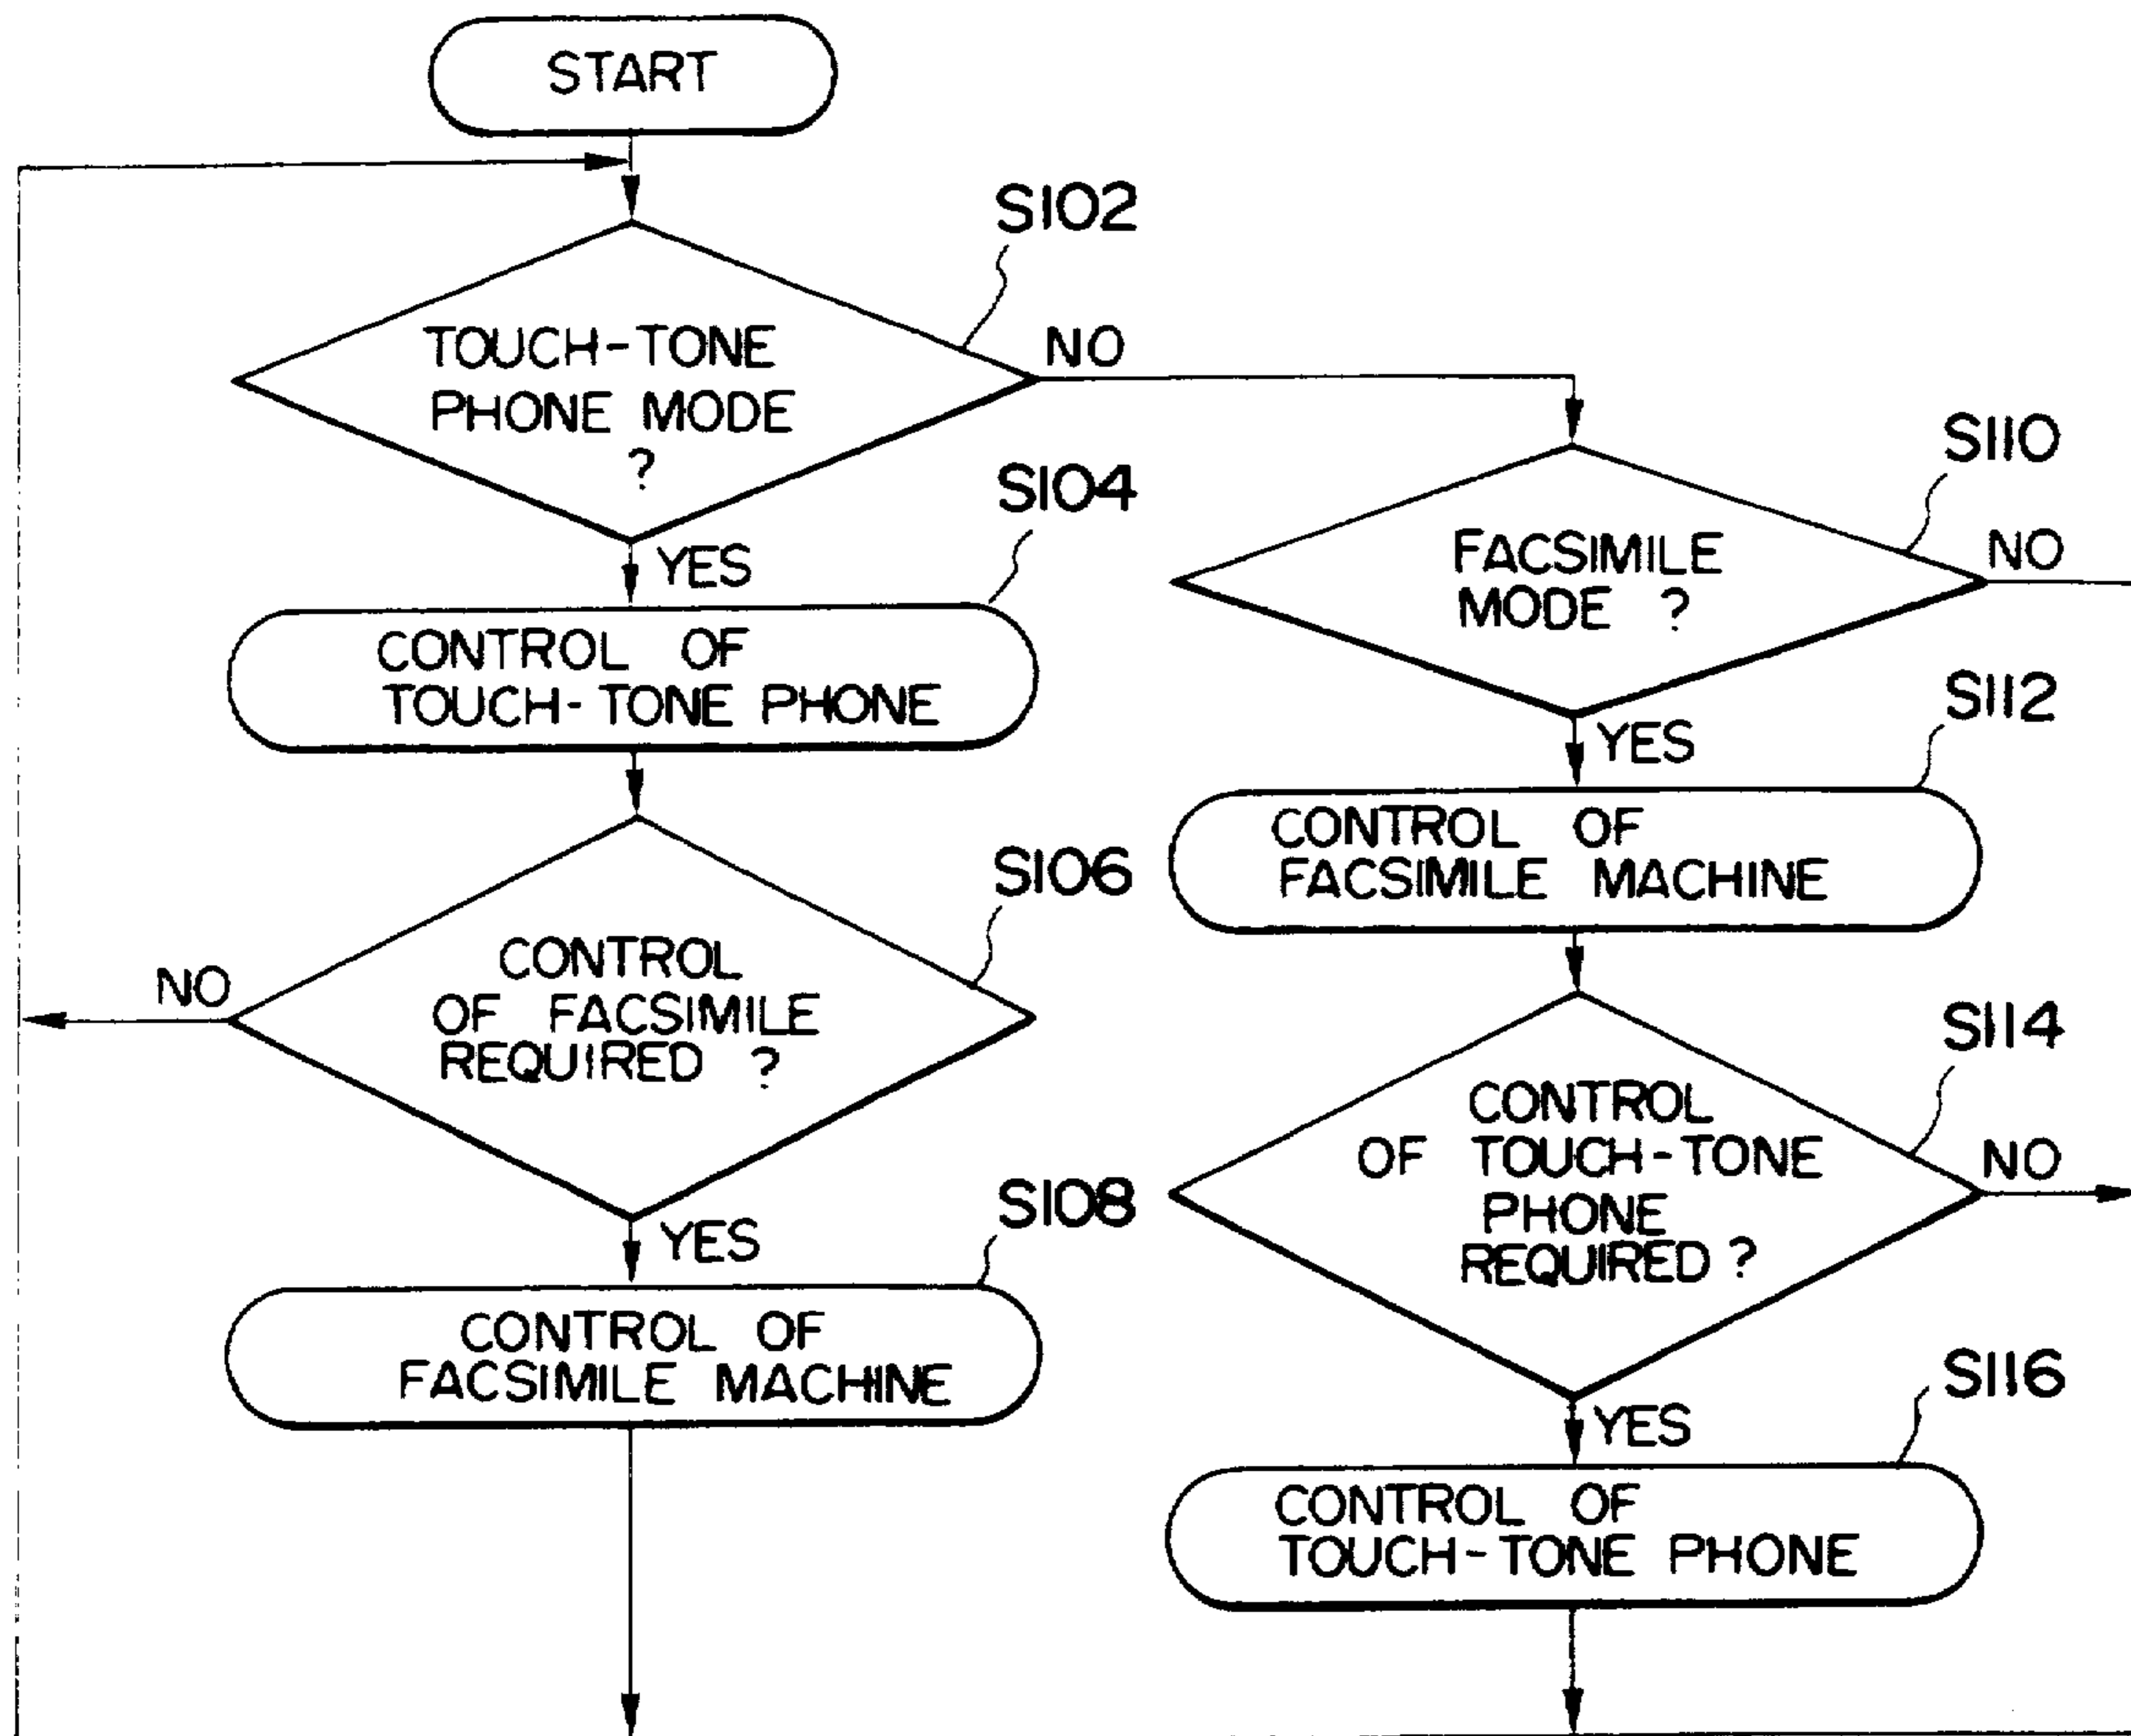 START
S102
TOUCH-TONE
PHONE MODE
?
NO
YES
S104
CONTROL OF
TOUCH-TONE PHONE
S106
CONTROL
OF FACSIMILE
REQUIRED ?
NO
YES
S108
CONTROL OF
FACSIMILE MACHINE
S110
FACSIMILE
MODE ?
NO
YES
S112
CONTROL OF
FACSIMILE MACHINE
S114
CONTROL
OF TOUCH-TONE
PHONE
REQUIRED ?
NO
YES
S116
CONTROL OF
TOUCH-TONE PHONE